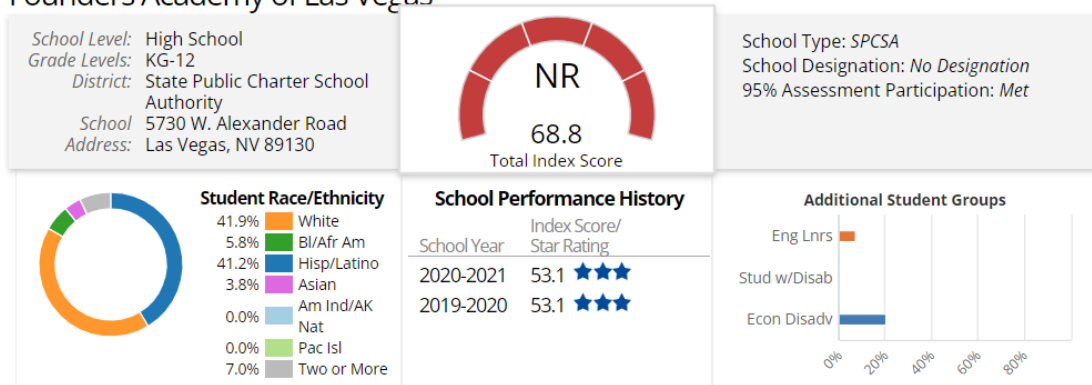 Founders Academy of Las Vegas
School Level: High School
Grade Levels: KG-12
District: State Public Charter School
Authority
School 5730 W. Alexander Road
Address: Las Vegas, NV 89130
NR
68.8
Total Index Score
School Type: SPCSA
School Designation: No Designation
95% Assessment Participation: Met
Student Race/Ethnicity
41.9% White
5.8% Bl/Afr Am
41.2% Hisp/Latino
3.8% Asian
Am Ind/AK
0.0% Nat
0.0% Pac Isl
7.0% Two or More
School Performance History
Index Score/
School Year Star Rating
2020-2021 53.1
2019-2020 53.1
Additional Student Groups
Eng Lnrs
Stud w/Disab
Econ Disadv
0% 20% 40% 60% 80%